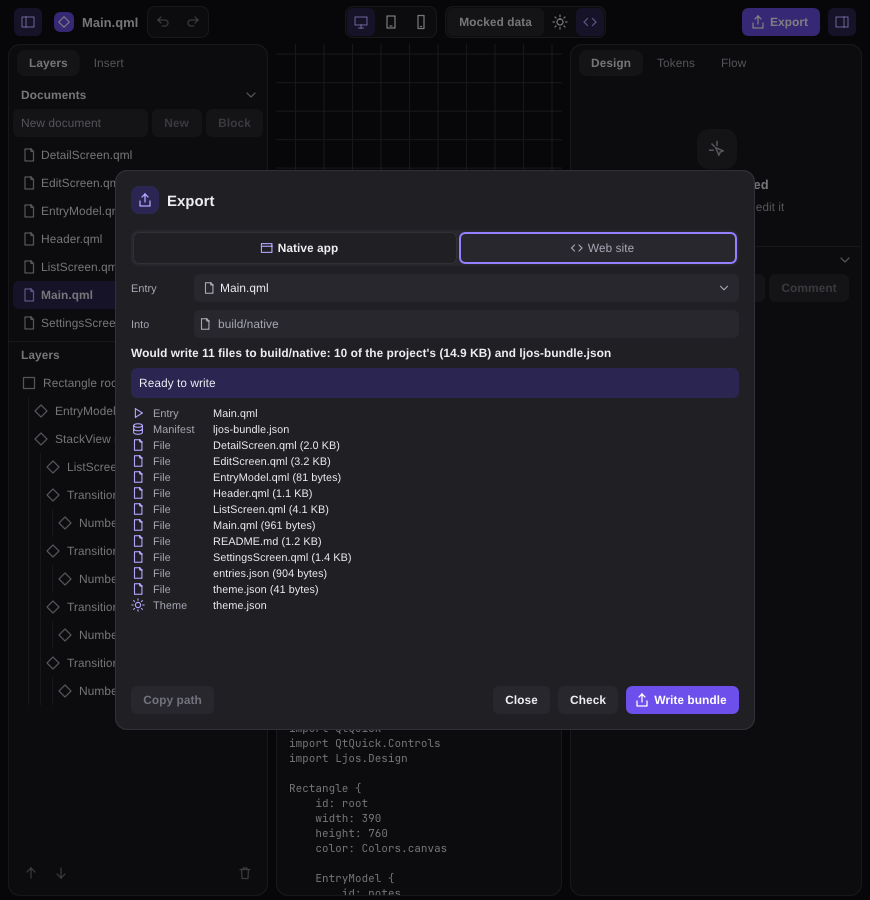 Main.qml
Mocked data
Export
Layers
Insert
Design
Tokens
Flow
Documents
New document
New
Block
DetailScreen.qml
EditScreen.qm
EntryModel.qm
Header.qml
ListScreen.qm
Main.qml
SettingsScree
Layers
Rectangle roo
EntryModel
StackView
ListScree
Transition
Numbe
Transition
Numbe
Transition
Numbe
Transition
Numbe
ed
edit it
Comment
Export
Native app
Web site
Entry
Main.qml
Into
build/native
Would write 11 files to build/native: 10 of the project's (14.9 KB) and ljos-bundle.json
Ready to write
Entry Main.qml
Manifest ljos-bundle.json
File DetailScreen.qml (2.0 KB)
File EditScreen.qml (3.2 KB)
File EntryModel.qml (81 bytes)
File Header.qml (1.1 KB)
File ListScreen.qml (4.1 KB)
File Main.qml (961 bytes)
File README.md (1.2 KB)
File SettingsScreen.qml (1.4 KB)
File entries.json (904 bytes)
File theme.json (41 bytes)
Theme theme.json
Copy path
Close
Check
Write bundle
import QtQuick
import QtQuick.Controls
import Ljos.Design
Rectangle {
id: root
width: 390
height: 760
color: Colors.canvas
EntryModel {
id: notes